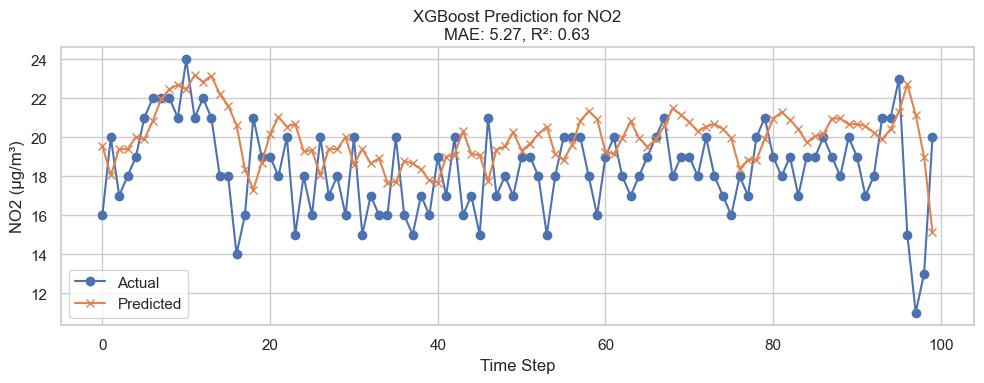 XGBoost Prediction for NO2
MAE: 5.27, R²: 0.63
NO2 (µg/m³)
24
22
20
18
16
14
12
Actual
Predicted
0
20
40
60
80
100
Time Step